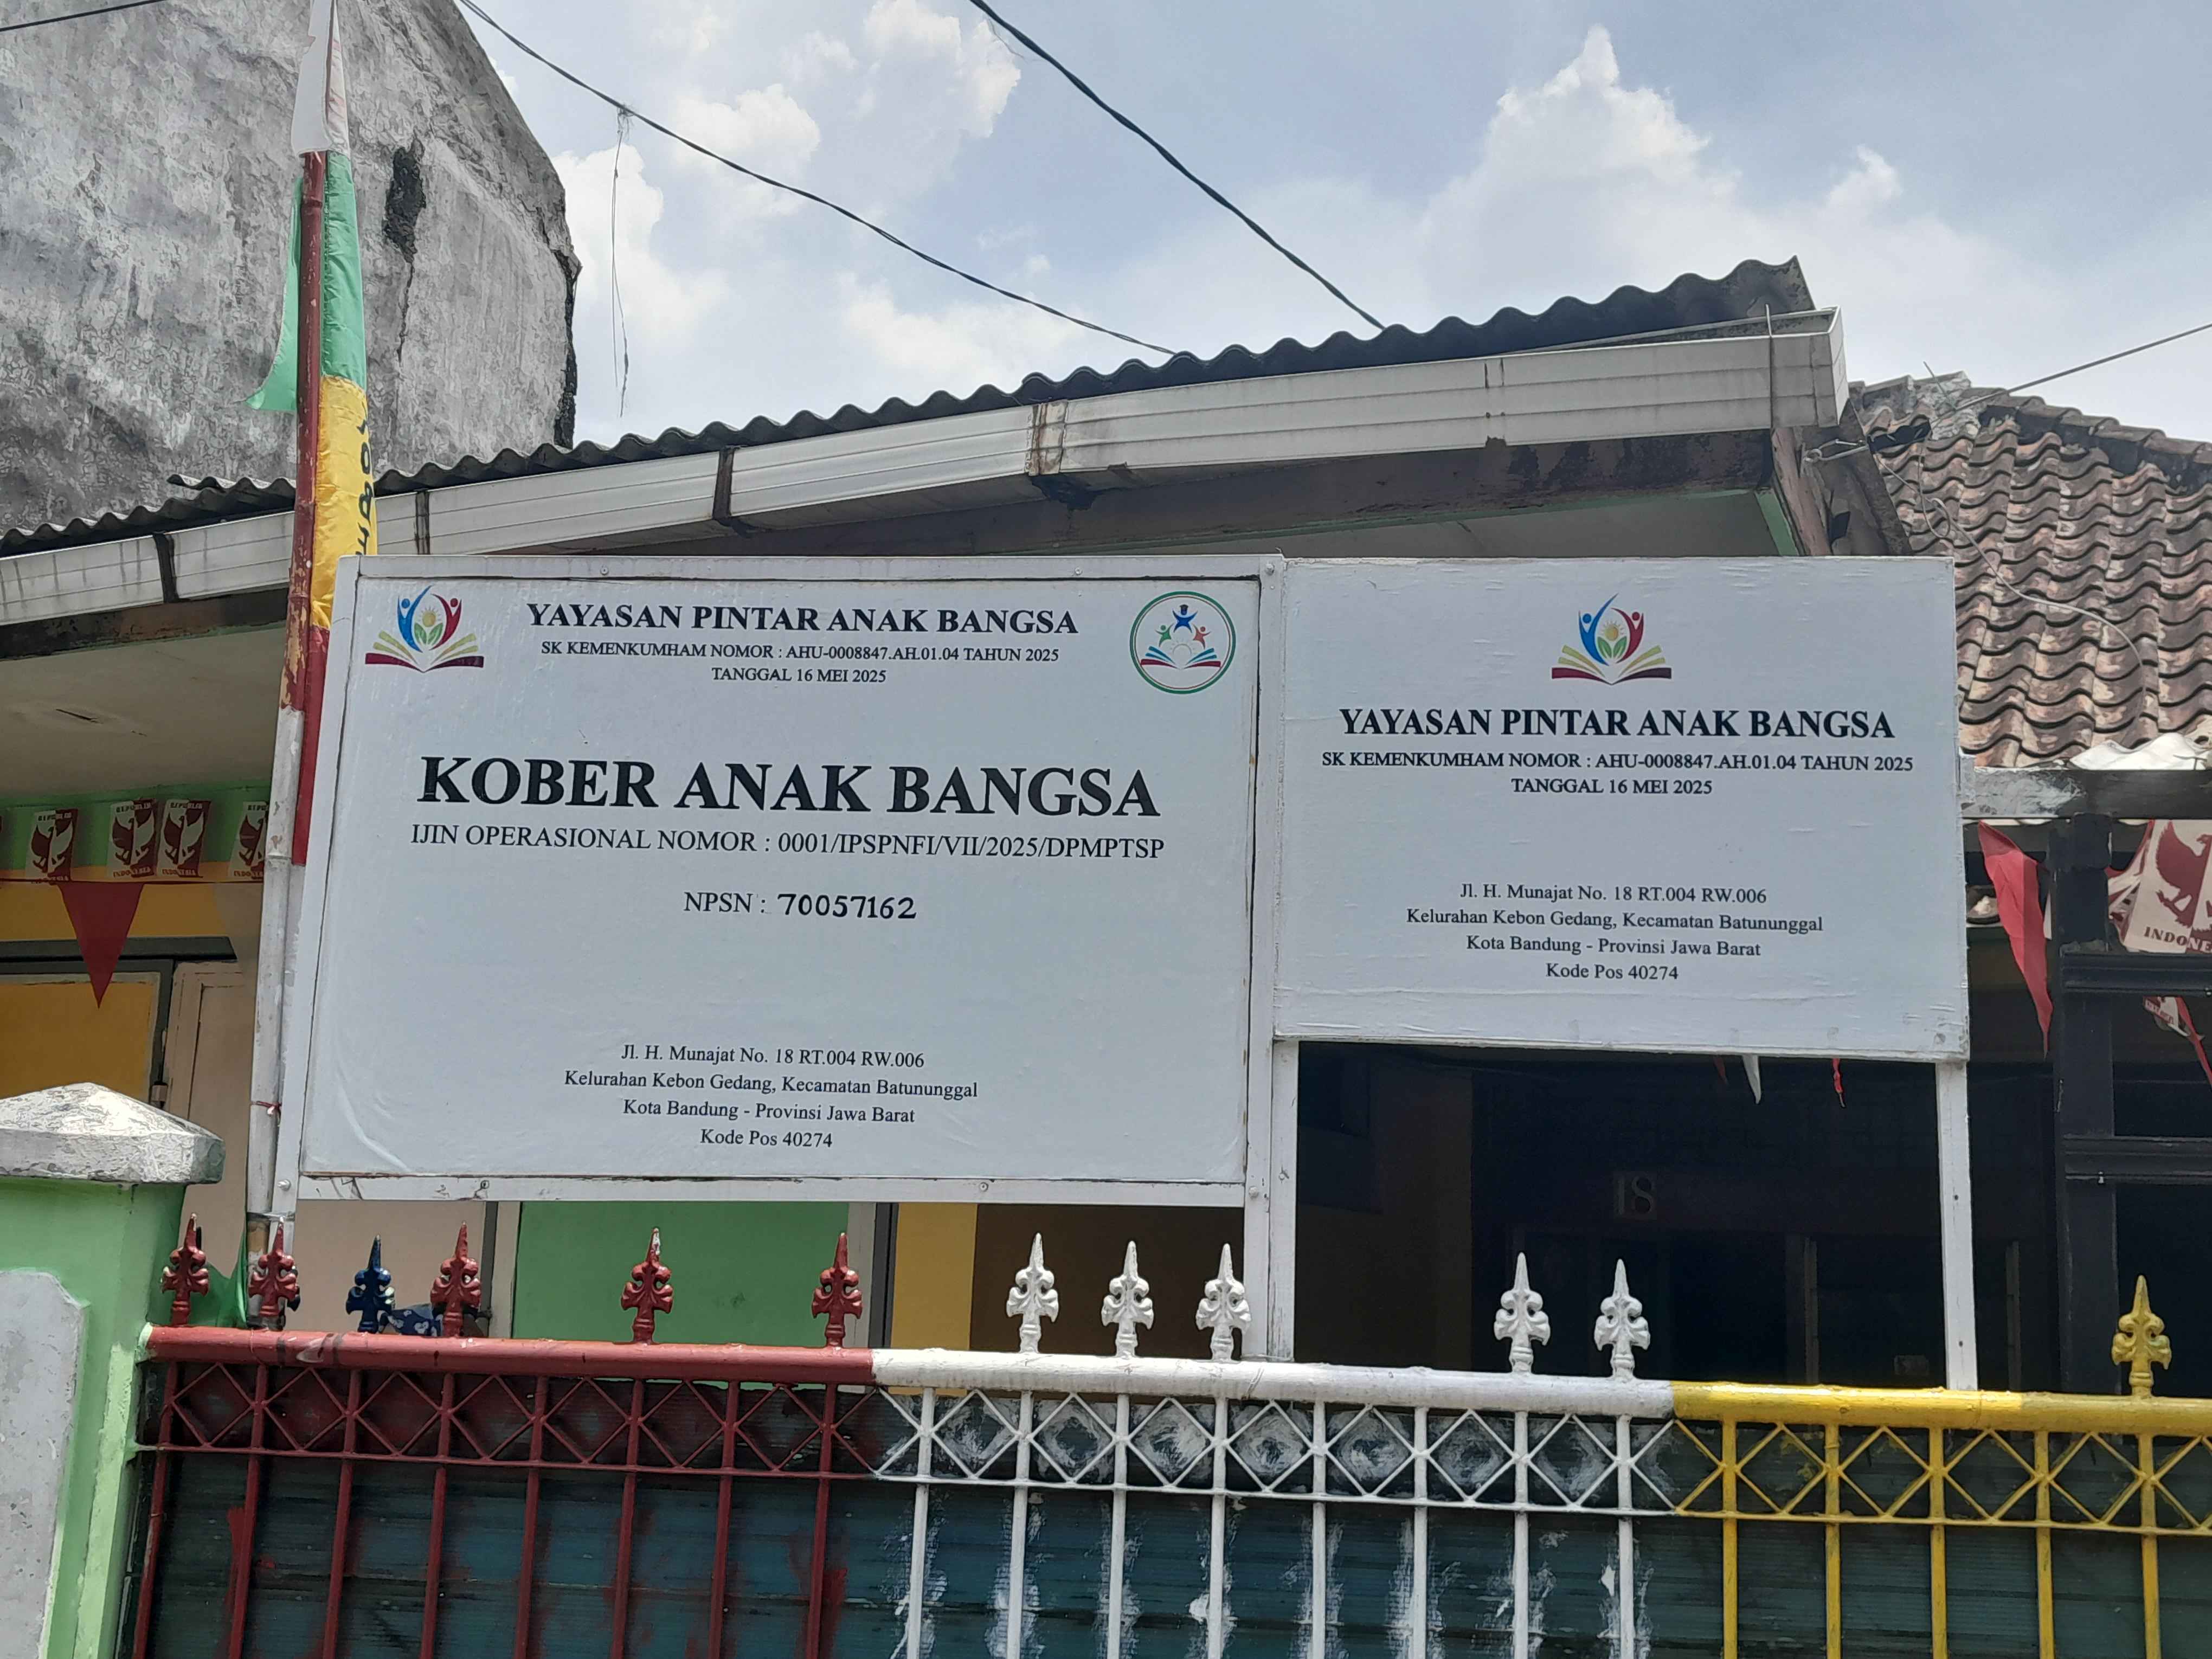 YAYASAN PINTAR ANAK BANGSA
SK KEMENKUMHAM NOMOR : AHU-0008847.AH.01.04 TAHUN 2025
TANGGAL 16 MEI 2025
KOBER ANAK BANGSA
IJIN OPERASIONAL NOMOR : 0001/IPSPNFI/VII/2025/DPMPTSP
NPSN : 70057162
Jl. H. Munajat No. 18 RT.004 RW.006
Kelurahan Kebon Gedang, Kecamatan Batununggal
Kota Bandung - Provinsi Jawa Barat
Kode Pos 40274
YAYASAN PINTAR ANAK BANGSA
SK KEMENKUMHAM NOMOR : AHU-0008847.AH.01.04 TAHUN 2025
TANGGAL 16 MEI 2025
Jl. H. Munajat No. 18 RT.004 RW.006
Kelurahan Kebon Gedang, Kecamatan Batununggal
Kota Bandung - Provinsi Jawa Barat
Kode Pos 40274
18